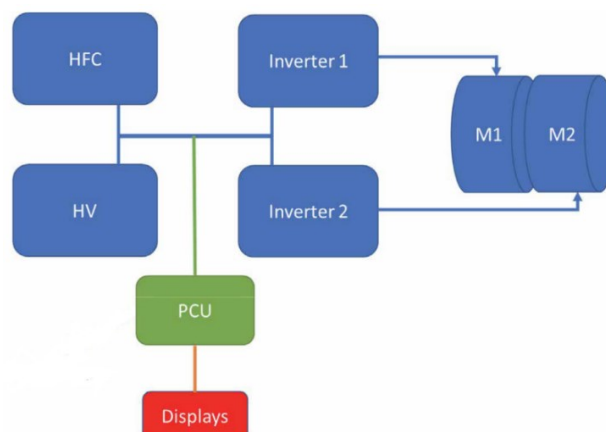 HFC
Inverter 1
M1
M2
HV
Inverter 2
PCU
Displays